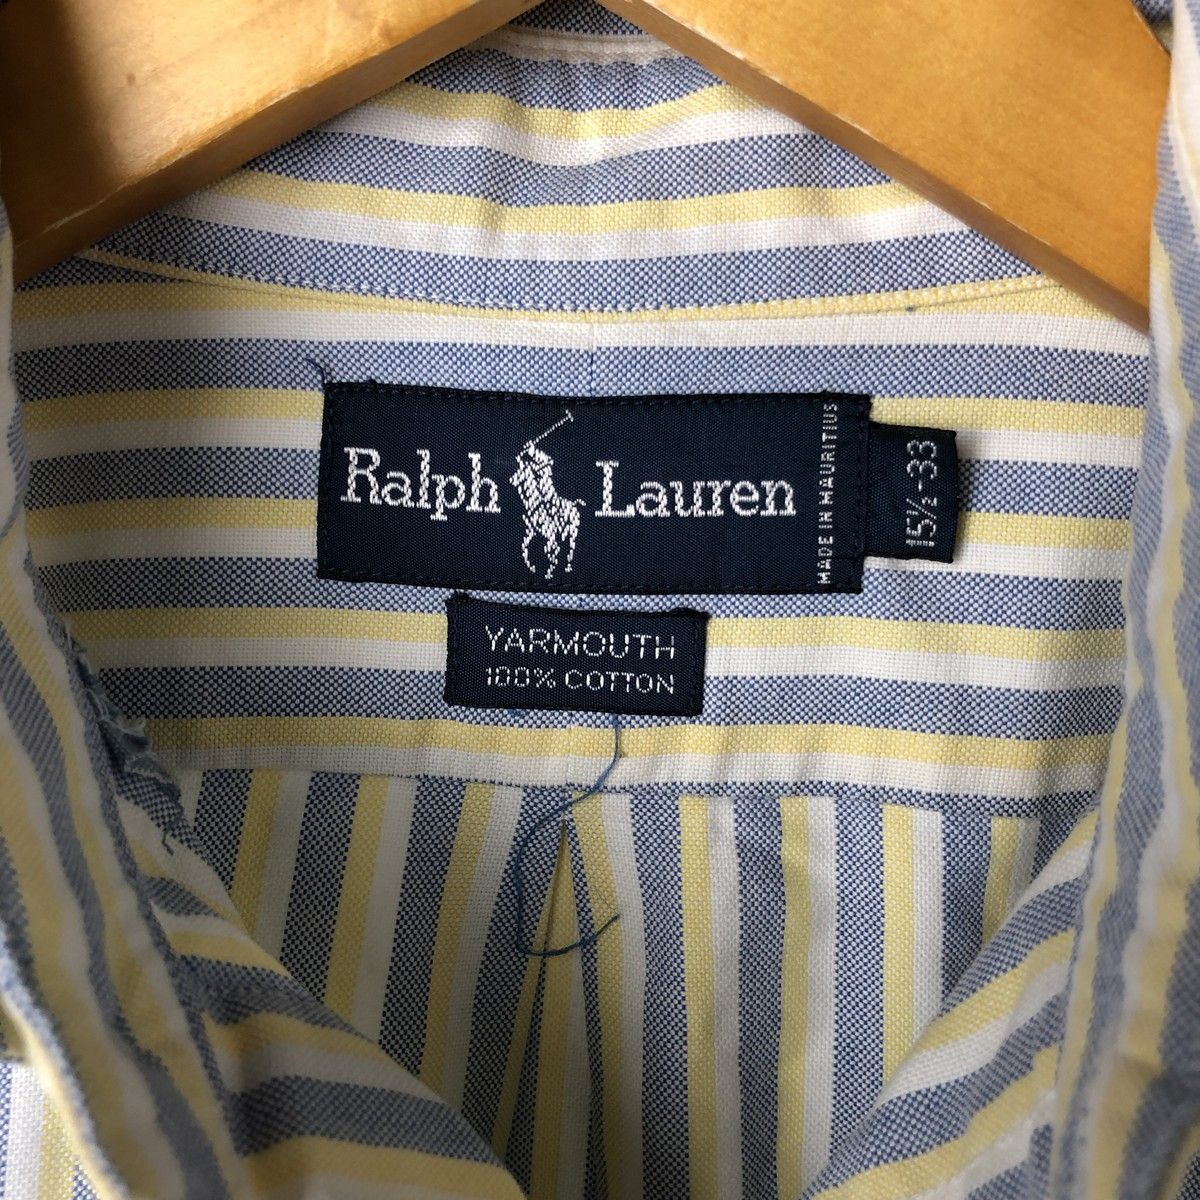 Ralph Lauren
MADE IN MAURITIUS
15½-33
YARMOUTH
100% COTTON